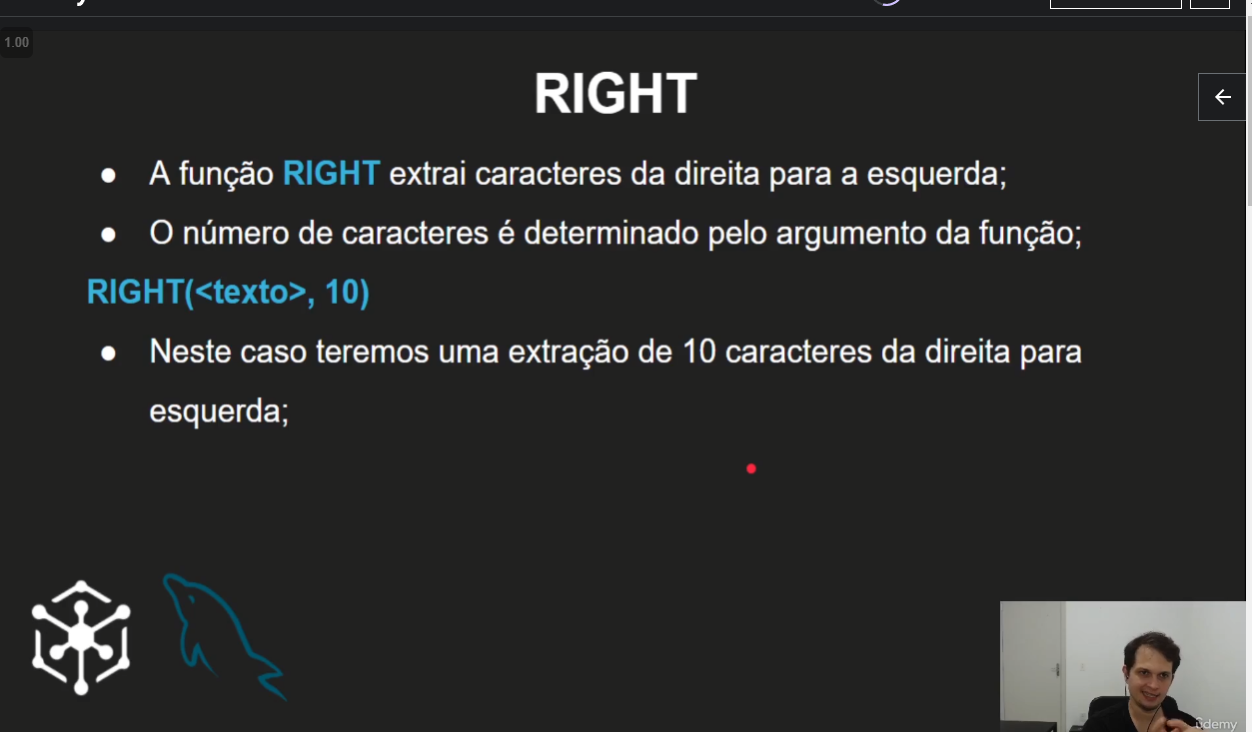 1.00
RIGHT
● A função RIGHT extrai caracteres da direita para a esquerda;
● O número de caracteres é determinado pelo argumento da função;
RIGHT(<texto>, 10)
● Neste caso teremos uma extração de 10 caracteres da direita para
esquerda;
ûdemy